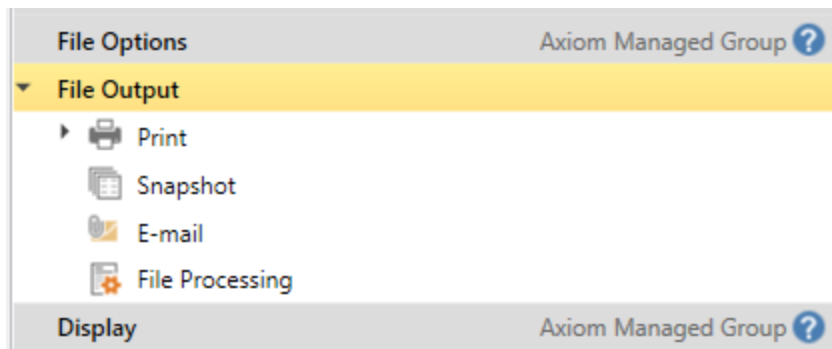 File Options Axiom Managed Group ?
File Output
Print
Snapshot
E-mail
File Processing
Display Axiom Managed Group ?